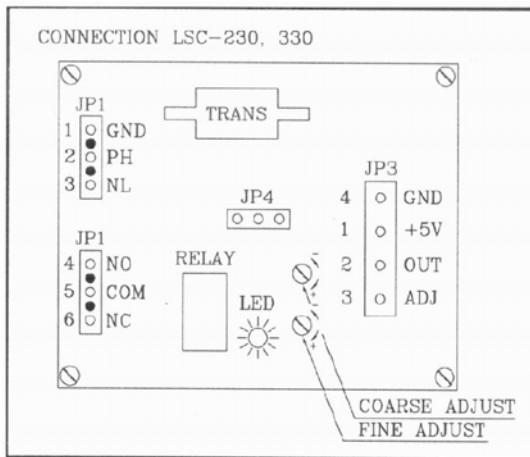 CONNECTION LSC-230, 330
JP1
1 GND
2 PH
3 NL
TRANS
JP4
JP3
4 GND
1 +5V
2 OUT
3 ADJ
JP1
4 NO
5 COM
6 NC
RELAY
LED
- +
- +
COARSE ADJUST
FINE ADJUST